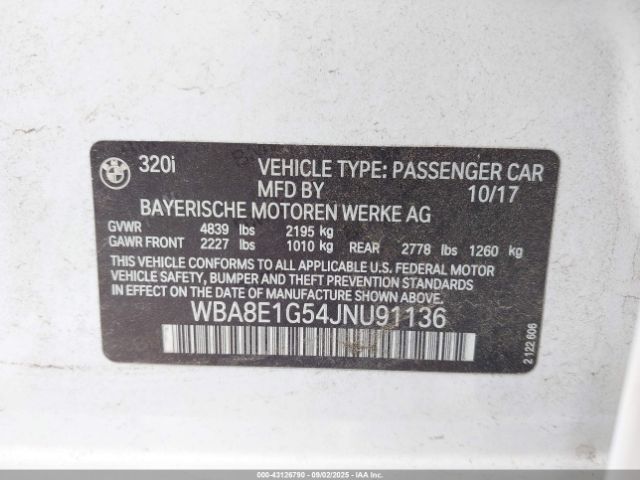 BMW
320i VEHICLE TYPE: PASSENGER CAR
MFD BY 10/17
BAYERISCHE MOTOREN WERKE AG
GVWR 4839 lbs 2195 kg
GAWR FRONT 2227 lbs 1010 kg REAR 2778 lbs 1260 kg
THIS VEHICLE CONFORMS TO ALL APPLICABLE U.S. FEDERAL MOTOR
VEHICLE SAFETY, BUMPER AND THEFT PREVENTION STANDARDS
IN EFFECT ON THE DATE OF MANUFACTURE SHOWN ABOVE.
WBA8E1G54JNU91136
2 122 606
000-43126790 - 09/02/2025 - IAAI.COM